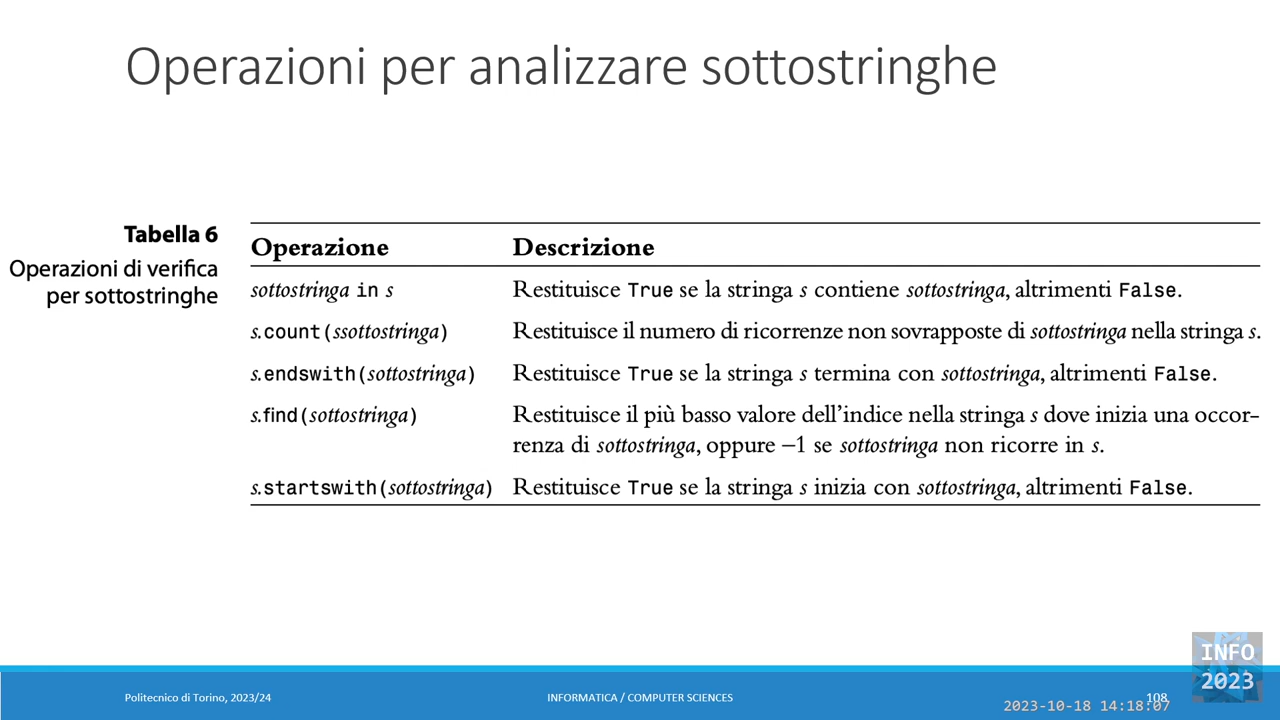 Operazioni per analizzare sottostringhe
Tabella 6
Operazioni di verifica
per sottostringhe
Operazione Descrizione
sottostringa in s Restituisce True se la stringa s contiene sottostringa, altrimenti False.
s.count(ssottostringa) Restituisce il numero di ricorrenze non sovrapposte di sottostringa nella stringa s.
s.endswith(sottostringa) Restituisce True se la stringa s termina con sottostringa, altrimenti False.
s.find(sottostringa) Restituisce il più basso valore dell'indice nella stringa s dove inizia una occor-
renza di sottostringa, oppure –1 se sottostringa non ricorre in s.
s.startswith(sottostringa) Restituisce True se la stringa s inizia con sottostringa, altrimenti False.
Politecnico di Torino, 2023/24 INFORMATICA / COMPUTER SCIENCES 108
2023-10-18 14:18:07
INFO
2023